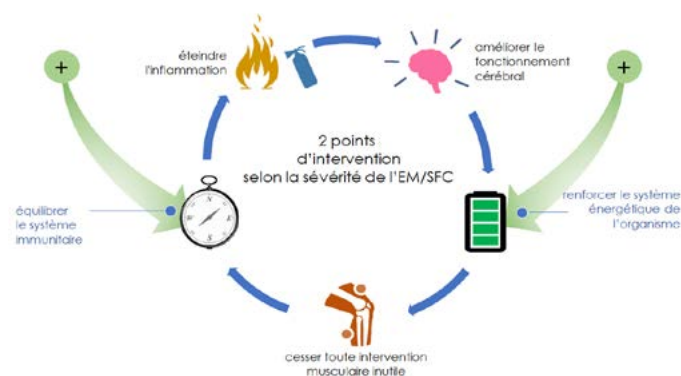 +
éteindre
l'inflammation
améliorer le
fonctionnement
cérébral
+
2 points
d'intervention
selon la sévérité de l'EM/SFC
équilibrer
le système
immunitaire
renforcer le système
énergétique de
l'organisme
cesser toute intervention
musculaire inutile